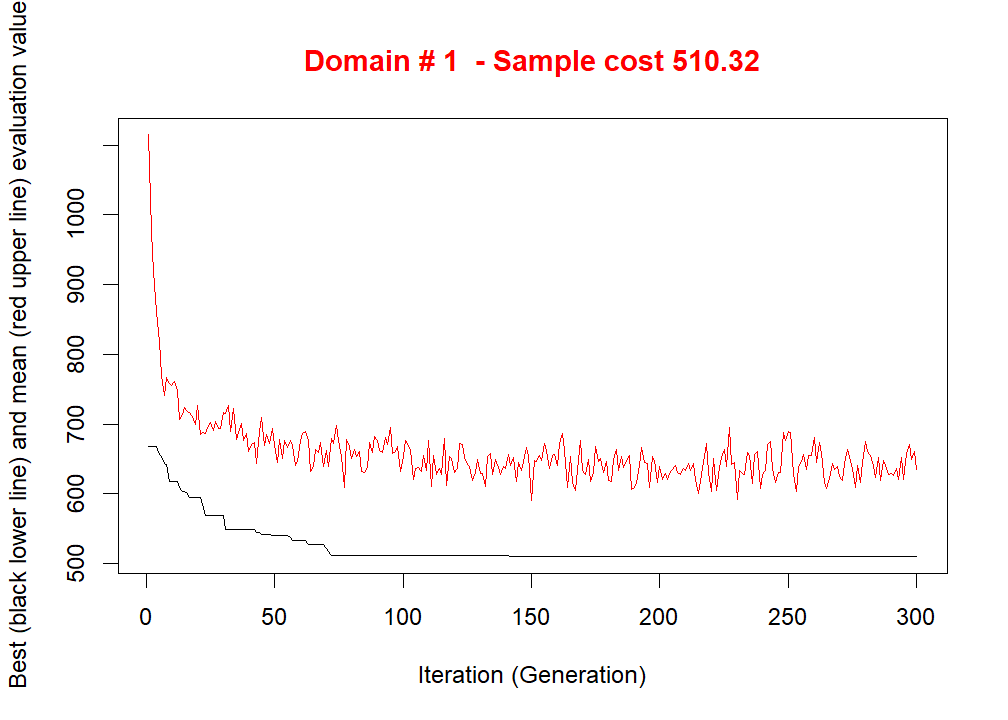 Domain # 1  - Sample cost 510.32
Best (black lower line) and mean (red upper line) evaluation value
1000
900
800
700
600
500
0 50 100 150 200 250 300
Iteration (Generation)